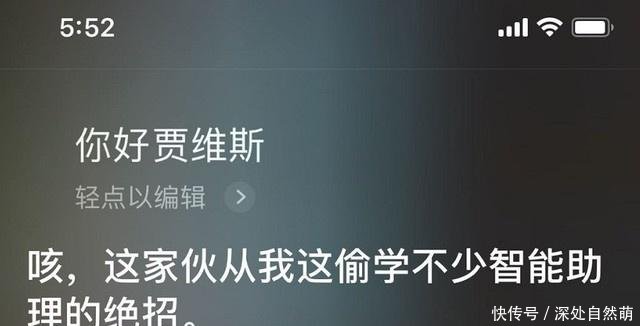 5:52
你好贾维斯
轻点以编辑
咳，这家伙从我这偷学不少智能助
理的绝招。
快传号/深处自然萌